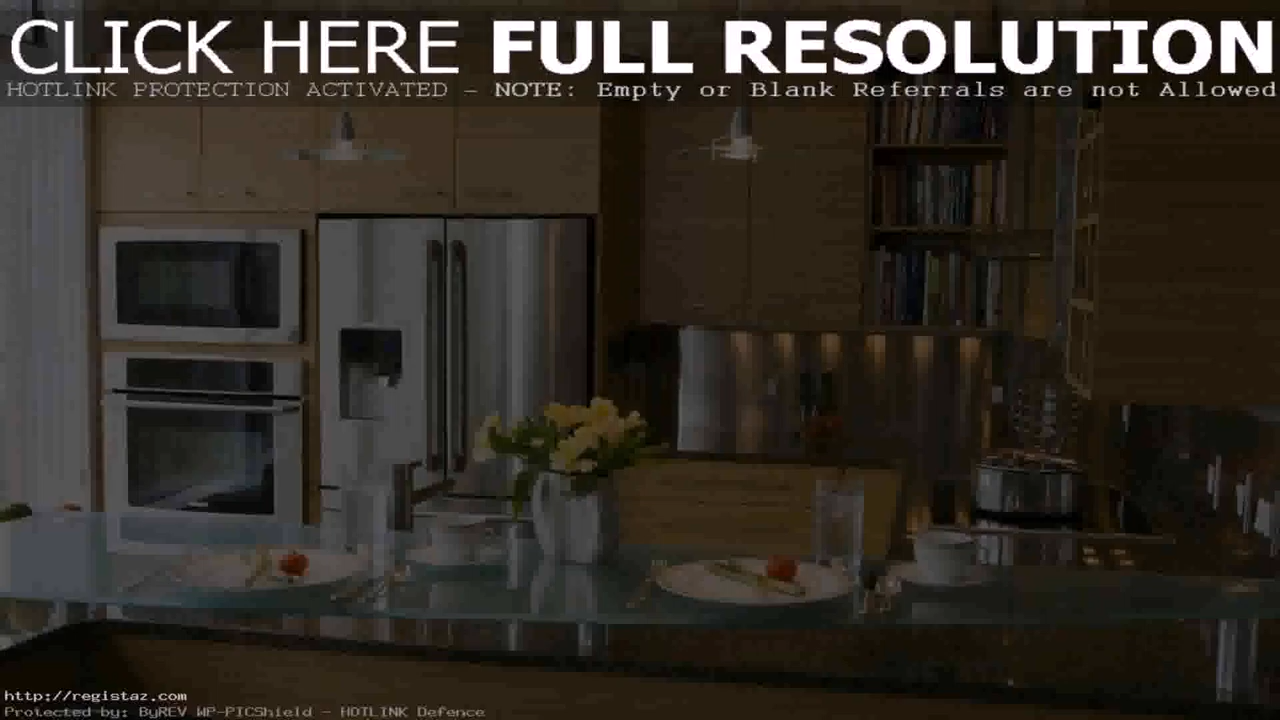 CLICK HERE FULL RESOLUTION
HOTLINK PROTECTION ACTIVATED - NOTE: Empty or Blank Referrals are not Allowed
http://registaz.com
Protected by: ByREV WP-PICShield - HOTLINK Defence